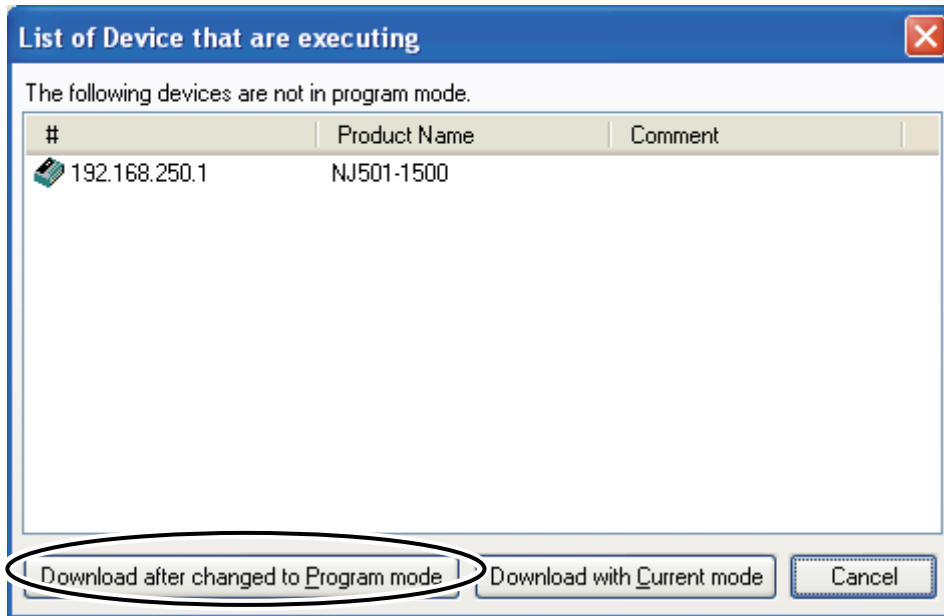 List of Device that are executing
The following devices are not in program mode.
# Product Name Comment
192.168.250.1 NJ501-1500
Download after changed to Program mode Download with Current mode Cancel